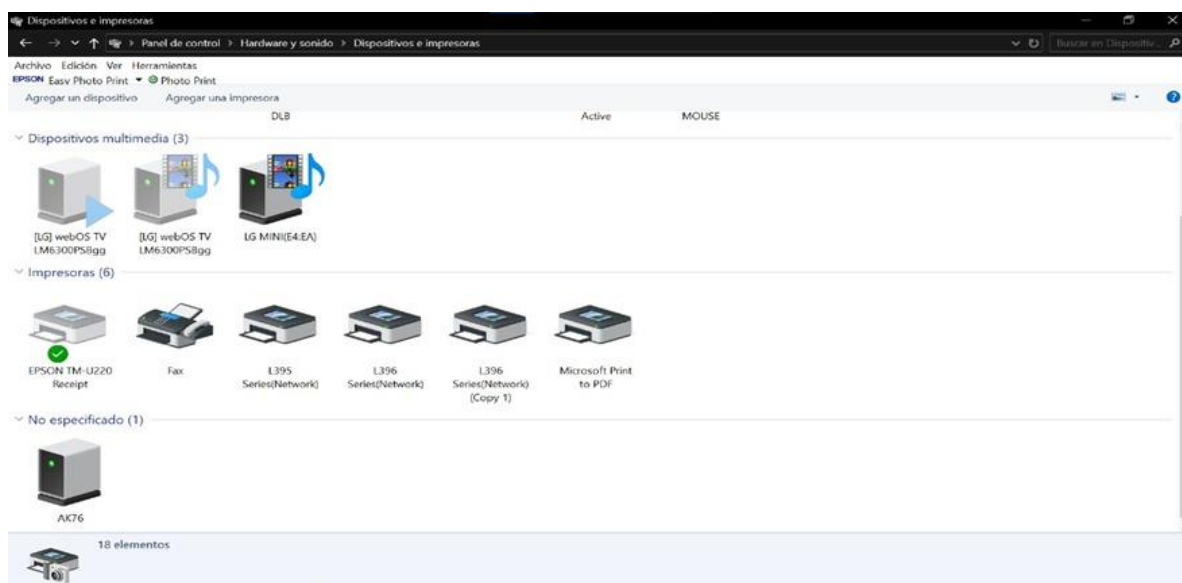 Dispositivos e impresoras
Panel de control > Hardware y sonido > Dispositivos e impresoras
Buscar en Dispositiv...
Archivo Edición Ver Herramientas
EPSON Easy Photo Print Photo Print
Agregar un dispositivo Agregar una impresora
DLB Active MOUSE
Dispositivos multimedia (3)
[LG] webOS TV [LG] webOS TV LG MINI(E4:EA)
LM6300PSBgg LM6300PSBgg
Impresoras (6)
EPSON TM-U220 Fax L395 L396 L396 Microsoft Print
Receipt Series(Network) Series(Network) Series(Network) to PDF
(Copy 1)
No especificado (1)
AK76
18 elementos